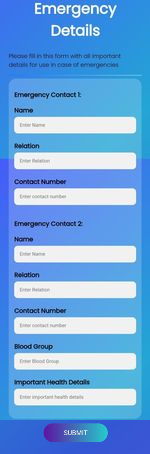 Emergency
Details
Please fill in this form with all important
details for use in case of emergencies
Emergency Contact 1:
Name
Enter Name
Relation
Enter Relation
Contact Number
Enter contact number
Emergency Contact 2:
Name
Enter Name
Relation
Enter Relation
Contact Number
Enter contact number
Blood Group
Enter Blood Group
Important Health Details
Enter important health details
SUBMIT